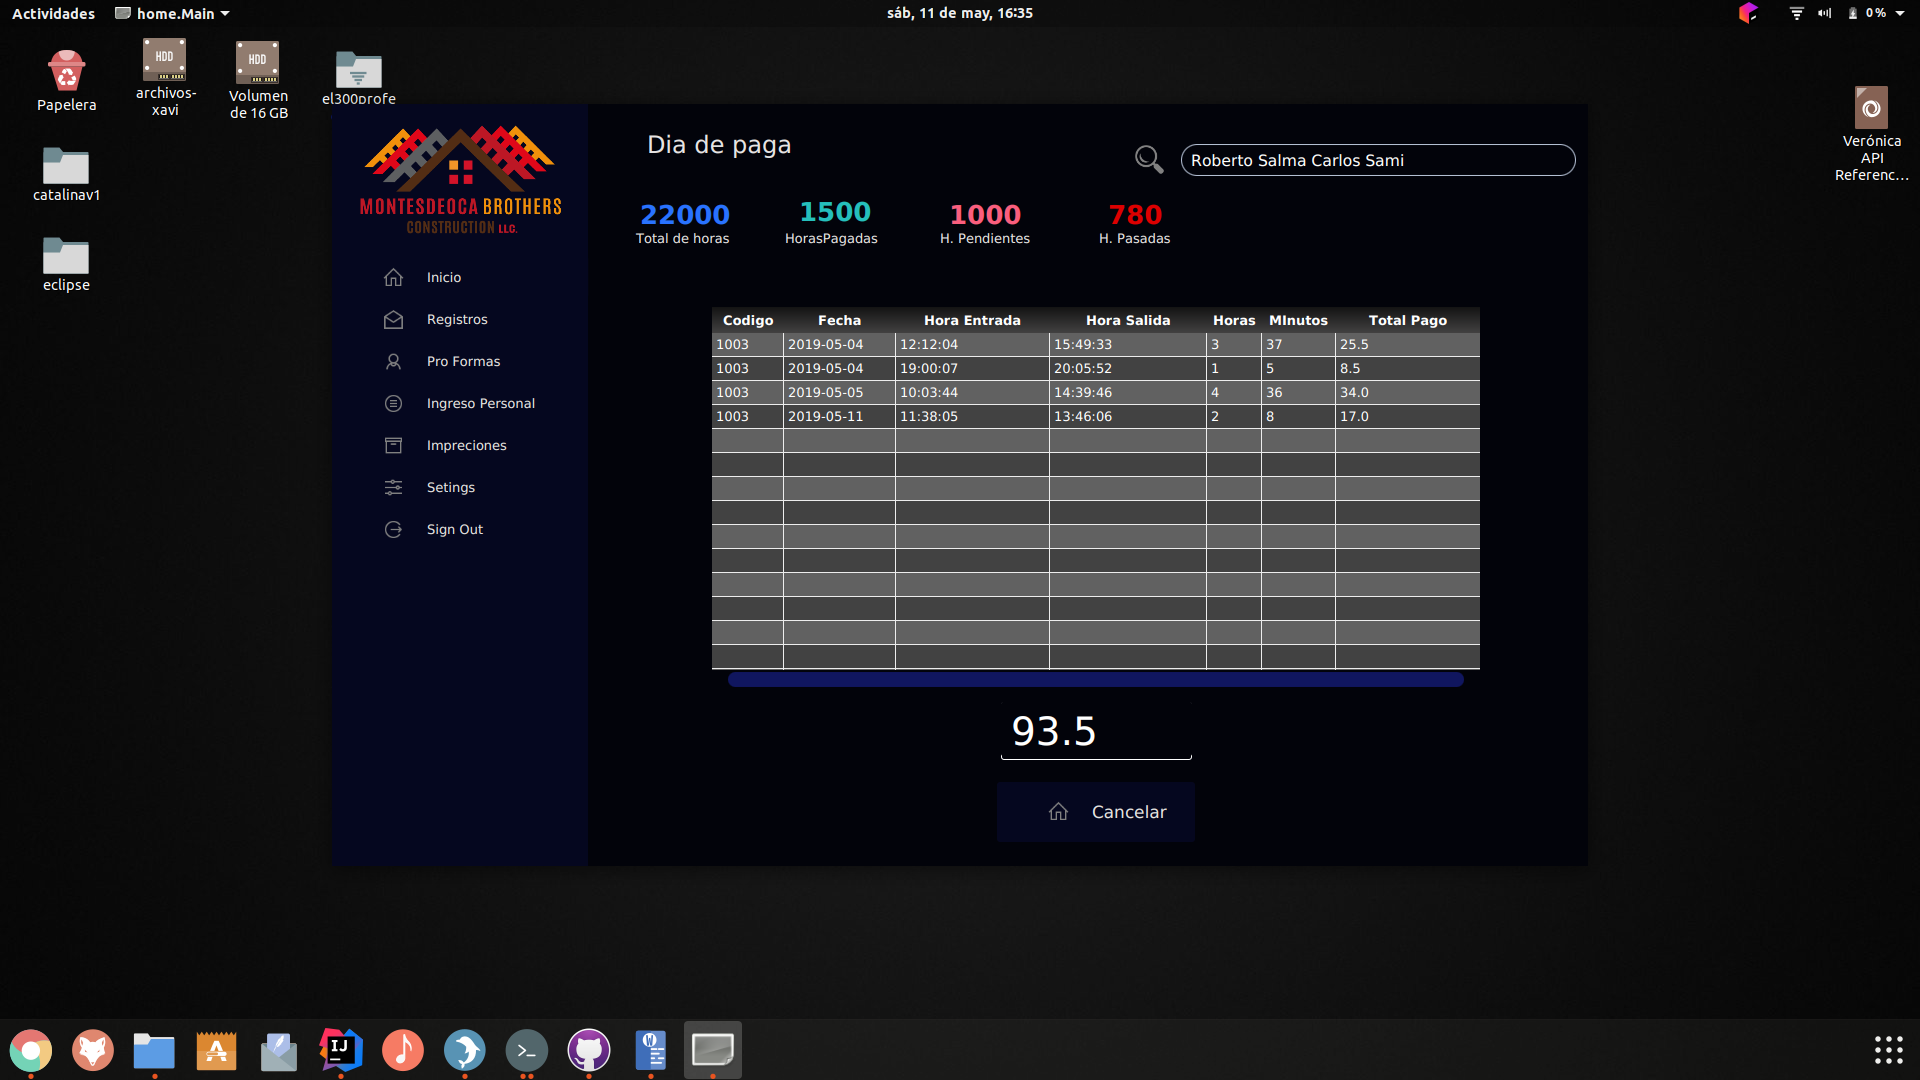 Actividades home.Main sáb, 11 de may, 16:35 0 %
Papelera
archivos-
xavi
Volumen
de 16 GB
el300profe
catalinav1
eclipse
Verónica
API
Referenc...
MONTESDEOCA BROTHERS
CONSTRUCTION LLC.
Inicio
Registros
Pro Formas
Ingreso Personal
Impreciones
Setings
Sign Out
Dia de paga
Roberto Salma Carlos Sami
22000 1500 1000 780
Total de horas HorasPagadas H. Pendientes H. Pasadas
Codigo Fecha Hora Entrada Hora Salida Horas MInutos Total Pago
1003 2019-05-04 12:12:04 15:49:33 3 37 25.5
1003 2019-05-04 19:00:07 20:05:52 1 5 8.5
1003 2019-05-05 10:03:44 14:39:46 4 36 34.0
1003 2019-05-11 11:38:05 13:46:06 2 8 17.0
93.5
Cancelar
HDD
HDD
A
IJ
W